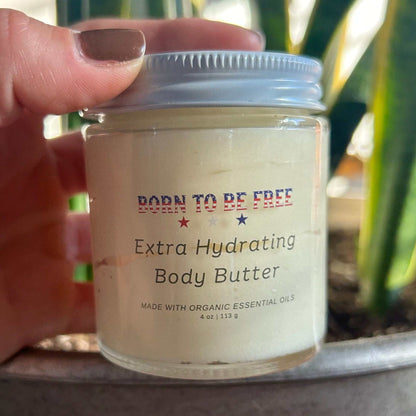 BORN TO BE FREE
Extra Hydrating
Body Butter
MADE WITH ORGANIC ESSENTIAL OILS
4 oz | 113 g